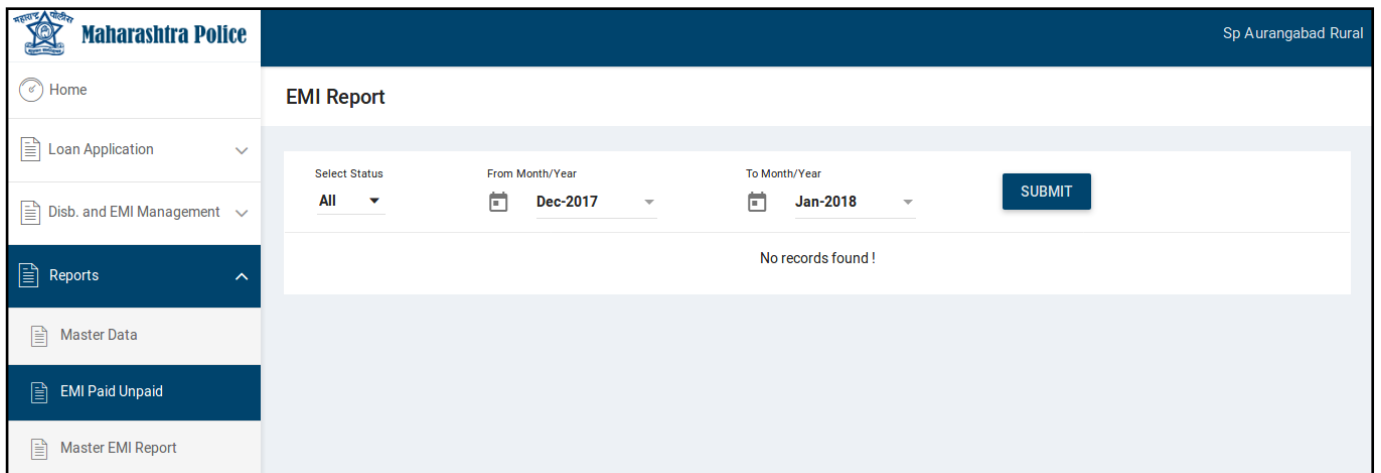 महाराष्ट्र पोलीस
Maharashtra Police
Sp Aurangabad Rural
Home
EMI Report
Loan Application
Select Status
From Month/Year
To Month/Year
All
Dec-2017
Jan-2018
SUBMIT
Disb. and EMI Management
No records found !
Reports
Master Data
EMI Paid Unpaid
Master EMI Report